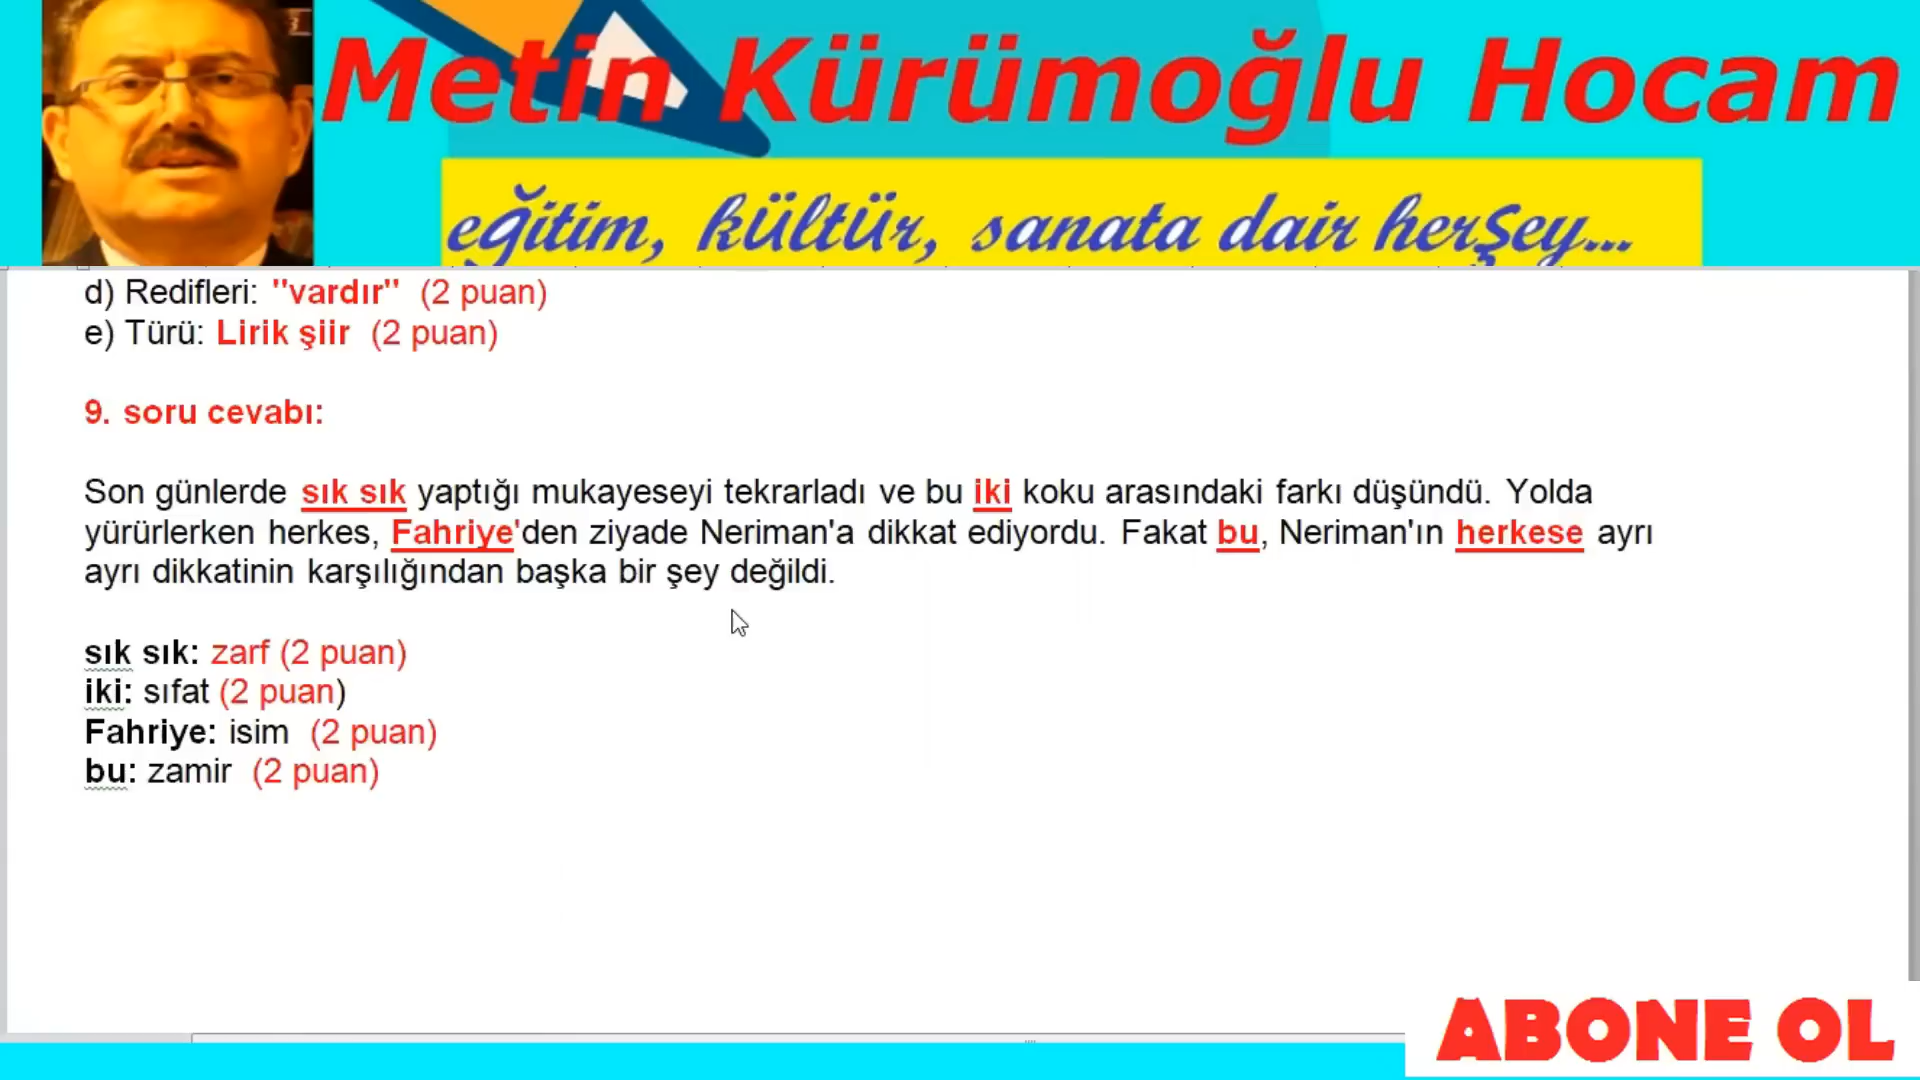 Metin Kürümoğlu Hocam
eğitim, kültür, sanata dair herşey...
d) Redifleri: "vardır" (2 puan)
e) Türü: Lirik şiir (2 puan)
9. soru cevabı:
Son günlerde sık sık yaptığı mukayeseyi tekrarladı ve bu iki koku arasındaki farkı düşündü. Yolda
yürürlerken herkes, Fahriye'den ziyade Neriman'a dikkat ediyordu. Fakat bu, Neriman'ın herkese ayrı
ayrı dikkatinin karşılığından başka bir şey değildi.
sık sık: zarf (2 puan)
iki: sıfat (2 puan)
Fahriye: isim (2 puan)
bu: zamir (2 puan)
ABONE OL